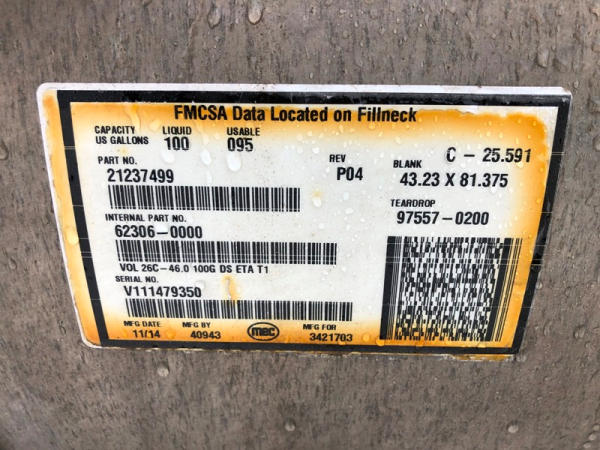 FMCSA Data Located on Fillneck
CAPACITY LIQUID USABLE
US GALLONS 100 095
PART NO.
21237499
REV
P04
C - 25.591
BLANK
43.23 X 81.375
TEARDROP
97557-0200
INTERNAL PART NO.
62306-0000
VOL 26C-46.0 100G DS ETA T1
SERIAL NO.
V111479350
MFG DATE MFG BY MFG FOR
11/14 40943 mec 3421703